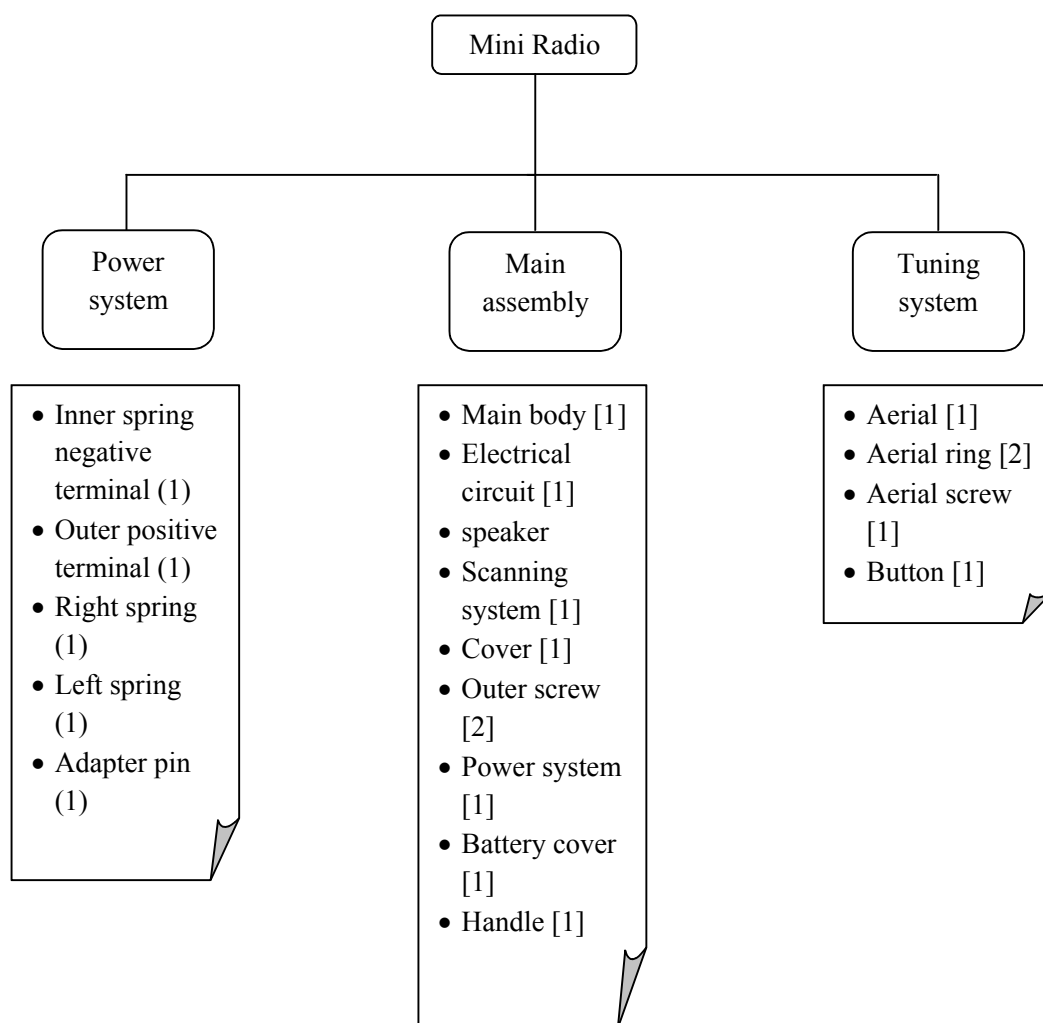 Mini Radio
Power
system
Main
assembly
Tuning
system
• Inner spring
negative
terminal (1)
• Outer positive
terminal (1)
• Right spring
(1)
• Left spring
(1)
• Adapter pin
(1)
• Main body [1]
• Electrical
circuit [1]
• speaker
• Scanning
system [1]
• Cover [1]
• Outer screw
[2]
• Power system
[1]
• Battery cover
[1]
• Handle [1]
• Aerial [1]
• Aerial ring [2]
• Aerial screw
[1]
• Button [1]